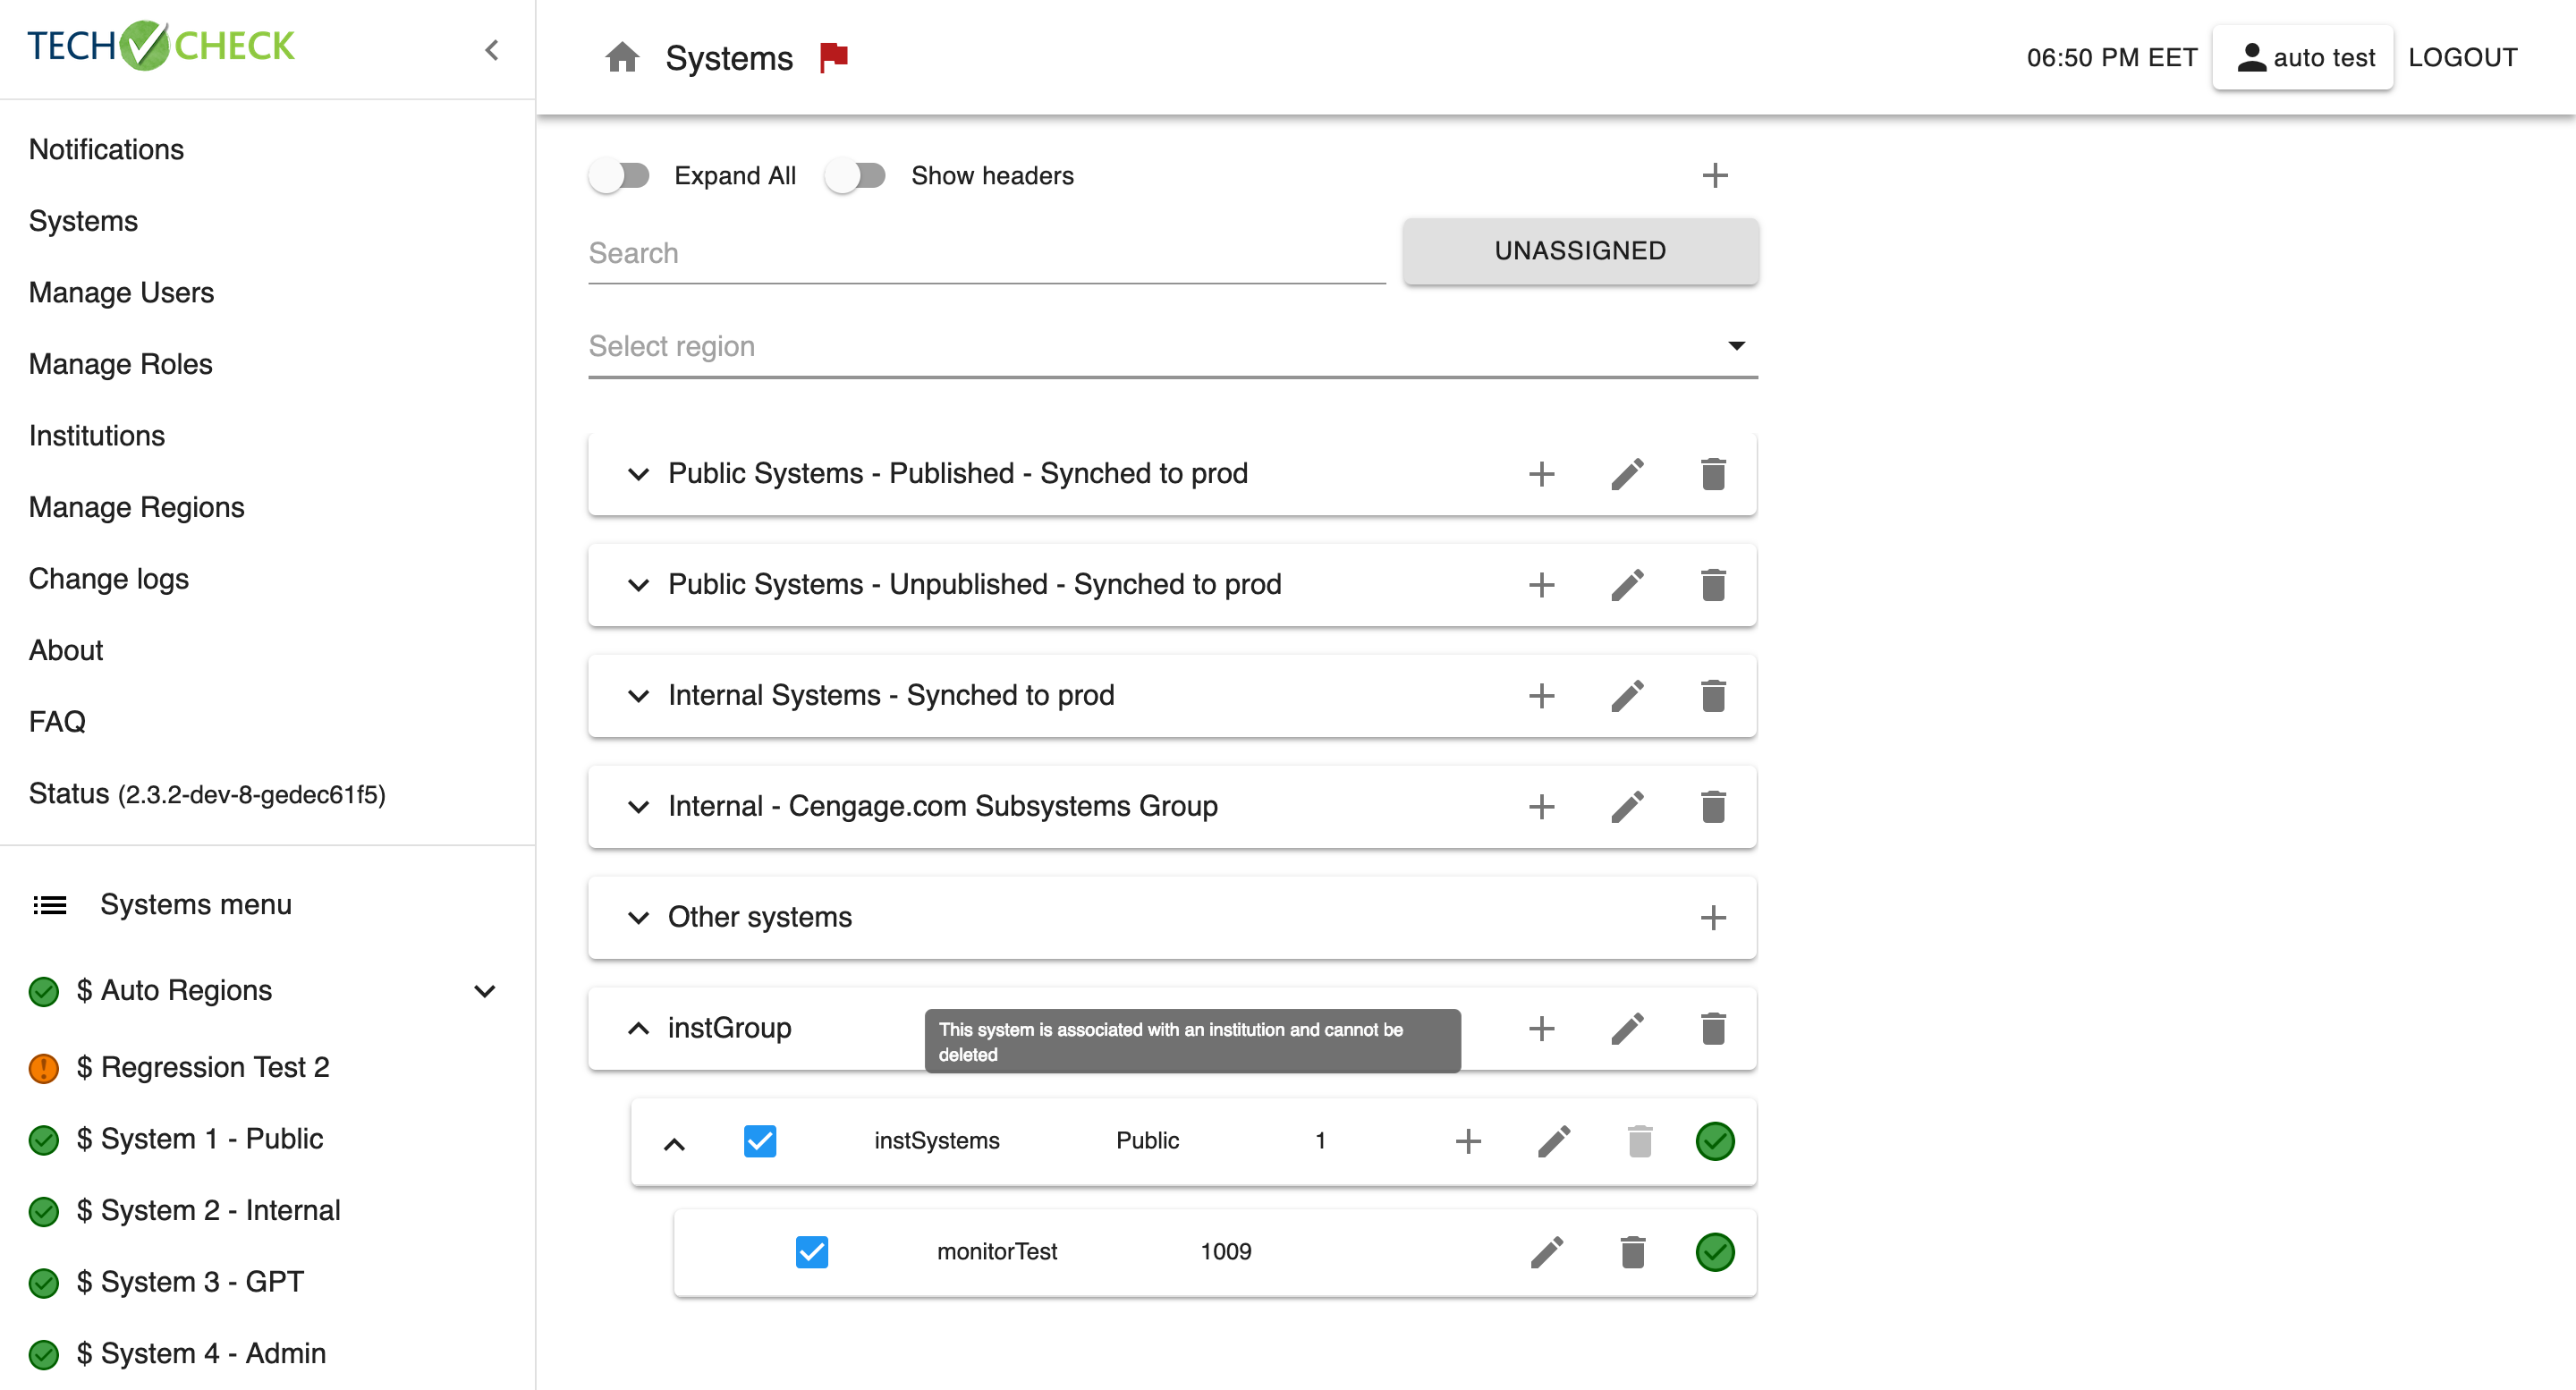 TECH CHECK
Systems
06:50 PM EET
auto test
LOGOUT
Notifications
Systems
Manage Users
Manage Roles
Institutions
Manage Regions
Change logs
About
FAQ
Status (2.3.2-dev-8-gedec61f5)
Systems menu
$ Auto Regions
$ Regression Test 2
$ System 1 - Public
$ System 2 - Internal
$ System 3 - GPT
$ System 4 - Admin
Expand All
Show headers
Search
UNASSIGNED
Select region
Public Systems - Published - Synched to prod
Public Systems - Unpublished - Synched to prod
Internal Systems - Synched to prod
Internal - Cengage.com Subsystems Group
Other systems
instGroup
This system is associated with an institution and cannot be
deleted
instSystems Public 1
monitorTest 1009